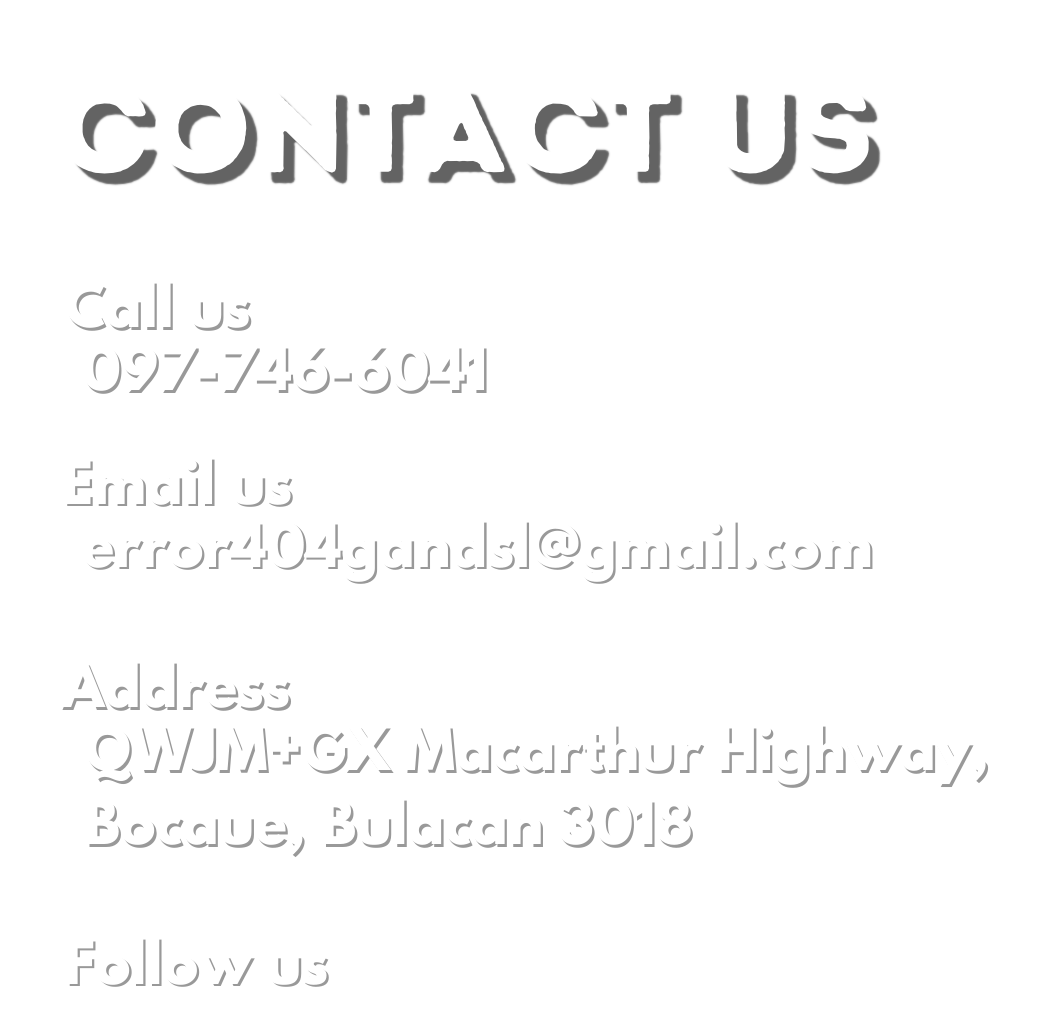 CONTACT US
Call us
097-746-6041
Email us
error404gandsl@gmail.com
Address
QWJM+GX Macarthur Highway,
Bocaue, Bulacan 3018
Follow us